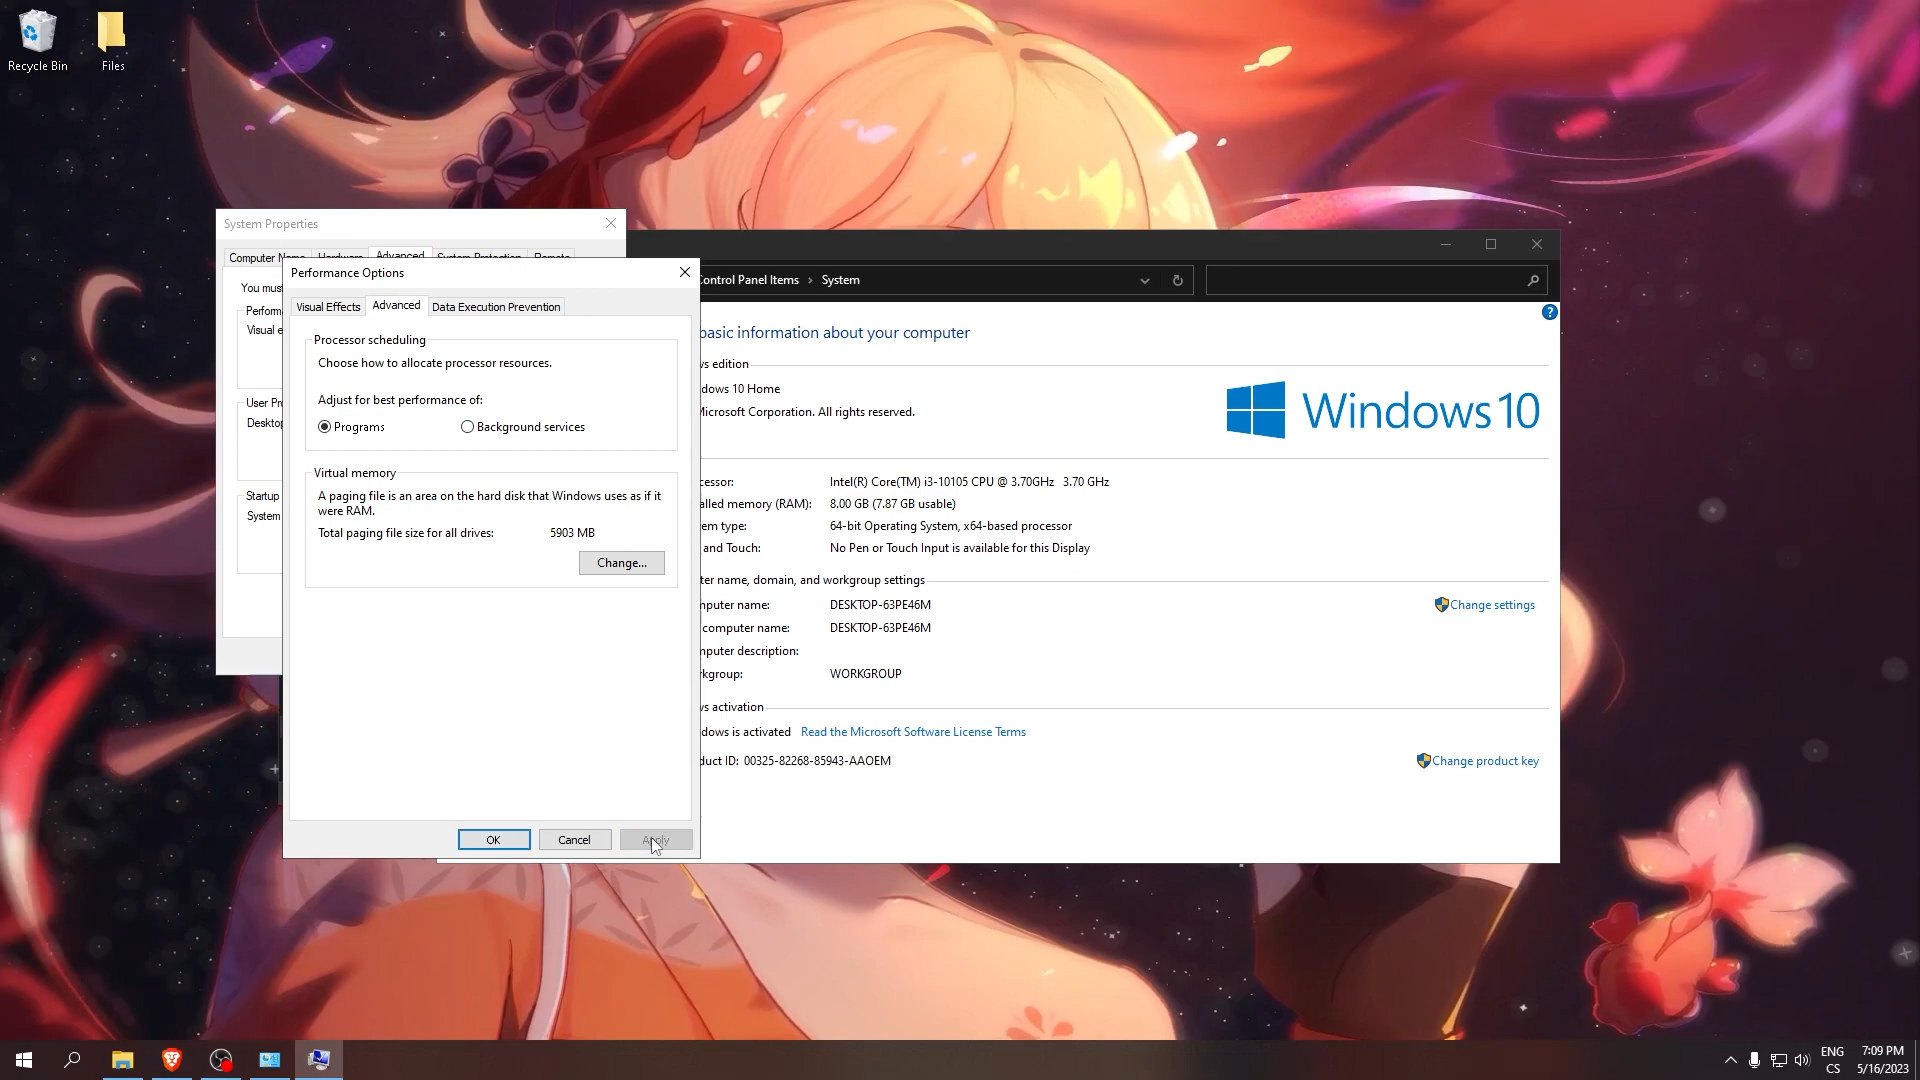 Recycle Bin
Files
System Properties
Computer Name
Hardware
Advanced
System Protection
Remote
You must
Perform
Visual e
User Pr
Desktop
Startup
System
Performance Options
Visual Effects
Advanced
Data Execution Prevention
Processor scheduling
Choose how to allocate processor resources.
Adjust for best performance of:
Programs
Background services
Virtual memory
A paging file is an area on the hard disk that Windows uses as if it
were RAM.
Total paging file size for all drives: 5903 MB
Change...
OK
Cancel
Apply
Control Panel Items › System
basic information about your computer
ws edition
dows 10 Home
Microsoft Corporation. All rights reserved.
Windows 10
cessor: Intel(R) Core(TM) i3-10105 CPU @ 3.70GHz 3.70 GHz
alled memory (RAM): 8.00 GB (7.87 GB usable)
em type: 64-bit Operating System, x64-based processor
and Touch: No Pen or Touch Input is available for this Display
ter name, domain, and workgroup settings
nputer name: DESKTOP-63PE46M
Change settings
computer name: DESKTOP-63PE46M
nputer description:
rkgroup: WORKGROUP
ws activation
dows is activated Read the Microsoft Software License Terms
duct ID: 00325-82268-85943-AAOEM
Change product key
ENG
CS
7:09 PM
5/16/2023